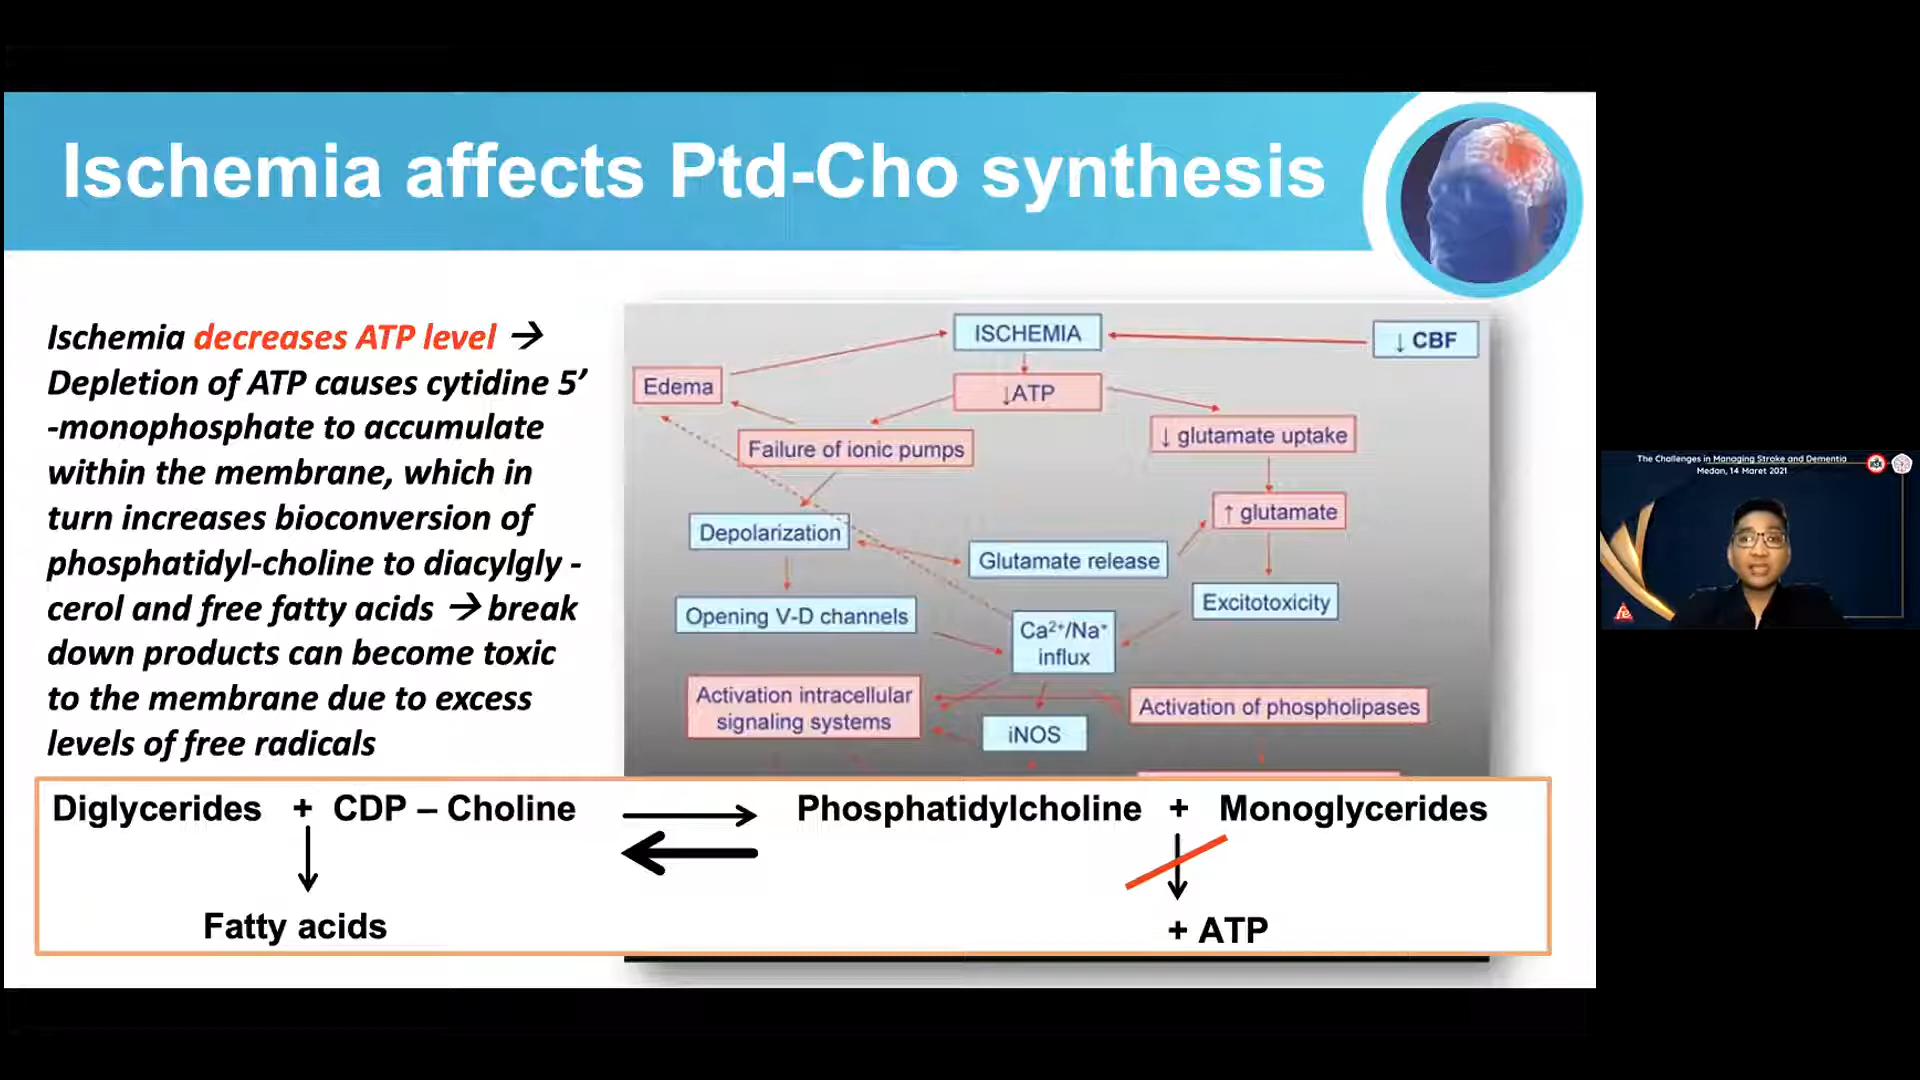 Ischemia affects Ptd-Cho synthesis
Ischemia decreases ATP level →
Depletion of ATP causes cytidine 5’
-monophosphate to accumulate
within the membrane, which in
turn increases bioconversion of
phosphatidyl-choline to diacylgly -
cerol and free fatty acids → break
down products can become toxic
to the membrane due to excess
levels of free radicals
ISCHEMIA
↓ CBF
Edema
↓ATP
Failure of ionic pumps
↓ glutamate uptake
↑ glutamate
Depolarization
Glutamate release
Excitotoxicity
Opening V-D channels
Ca²⁺/Na⁺
influx
Activation intracellular
signaling systems
Activation of phospholipases
iNOS
Diglycerides + CDP – Choline
Phosphatidylcholine + Monoglycerides
Fatty acids
+ ATP
The Challenges in Managing Stroke and Dementia
Medan, 14 Maret 2021